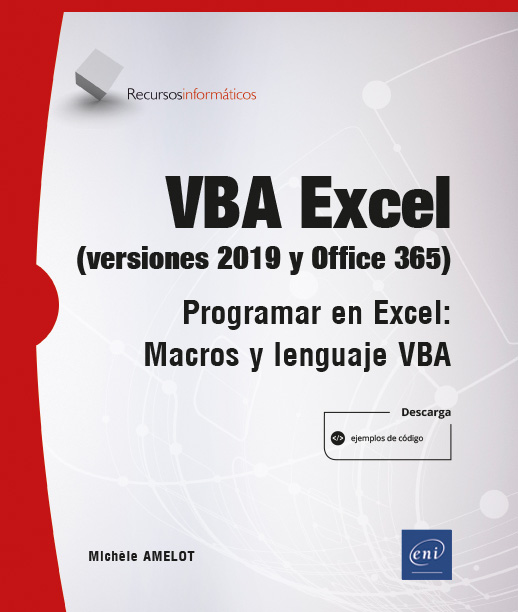 Recursosinformáticos
VBA Excel
(versiones 2019 y Office 365)
Programar en Excel:
Macros y lenguaje VBA
Descarga
</> ejemplos de código
Michèle AMELOT
eni